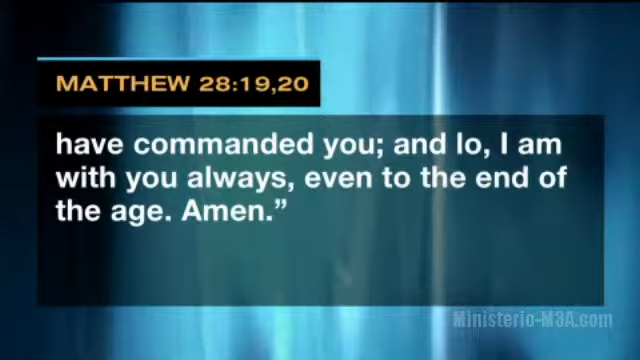 MATTHEW 28:19,20
have commanded you; and lo, I am
with you always, even to the end of
the age. Amen.”
Ministerio-M3A.com